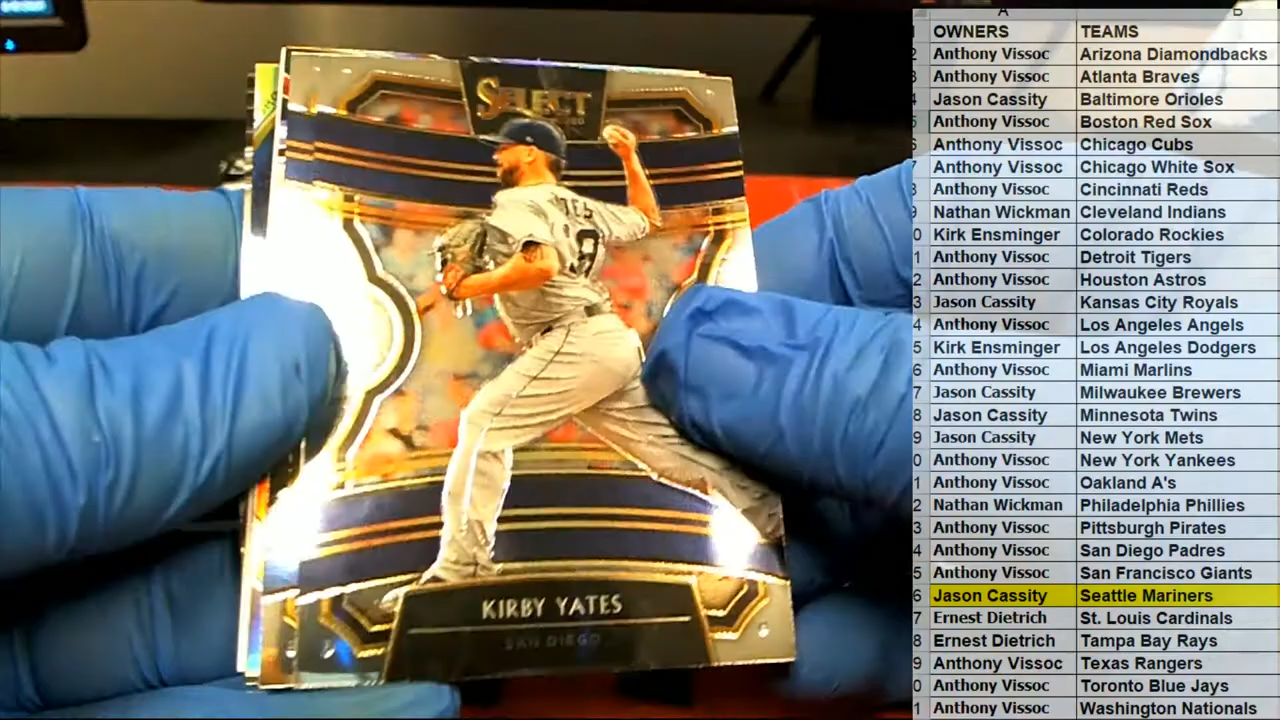 SELECT
KIRBY YATES
SAN DIEGO
A B
OWNERS TEAMS
Anthony Vissoc Arizona Diamondbacks
Anthony Vissoc Atlanta Braves
Jason Cassity Baltimore Orioles
Anthony Vissoc Boston Red Sox
Anthony Vissoc Chicago Cubs
Anthony Vissoc Chicago White Sox
Anthony Vissoc Cincinnati Reds
Nathan Wickman Cleveland Indians
Kirk Ensminger Colorado Rockies
Anthony Vissoc Detroit Tigers
Anthony Vissoc Houston Astros
Jason Cassity Kansas City Royals
Anthony Vissoc Los Angeles Angels
Kirk Ensminger Los Angeles Dodgers
Anthony Vissoc Miami Marlins
Jason Cassity Milwaukee Brewers
Jason Cassity Minnesota Twins
Jason Cassity New York Mets
Anthony Vissoc New York Yankees
Anthony Vissoc Oakland A's
Nathan Wickman Philadelphia Phillies
Anthony Vissoc Pittsburgh Pirates
Anthony Vissoc San Diego Padres
Anthony Vissoc San Francisco Giants
Jason Cassity Seattle Mariners
Ernest Dietrich St. Louis Cardinals
Ernest Dietrich Tampa Bay Rays
Anthony Vissoc Texas Rangers
Anthony Vissoc Toronto Blue Jays
Anthony Vissoc Washington Nationals